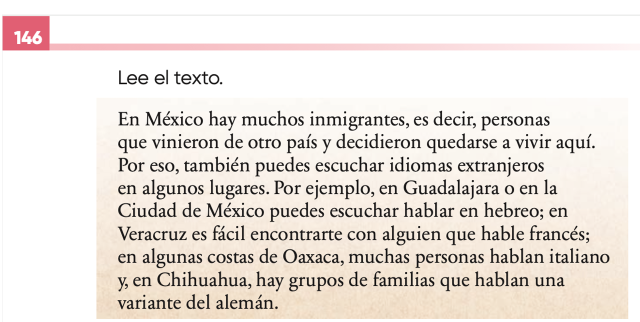 146
Lee el texto.
En México hay muchos inmigrantes, es decir, personas
que vinieron de otro país y decidieron quedarse a vivir aquí.
Por eso, también puedes escuchar idiomas extranjeros
en algunos lugares. Por ejemplo, en Guadalajara o en la
Ciudad de México puedes escuchar hablar en hebreo; en
Veracruz es fácil encontrarte con alguien que hable francés;
en algunas costas de Oaxaca, muchas personas hablan italiano
y, en Chihuahua, hay grupos de familias que hablan una
variante del alemán.